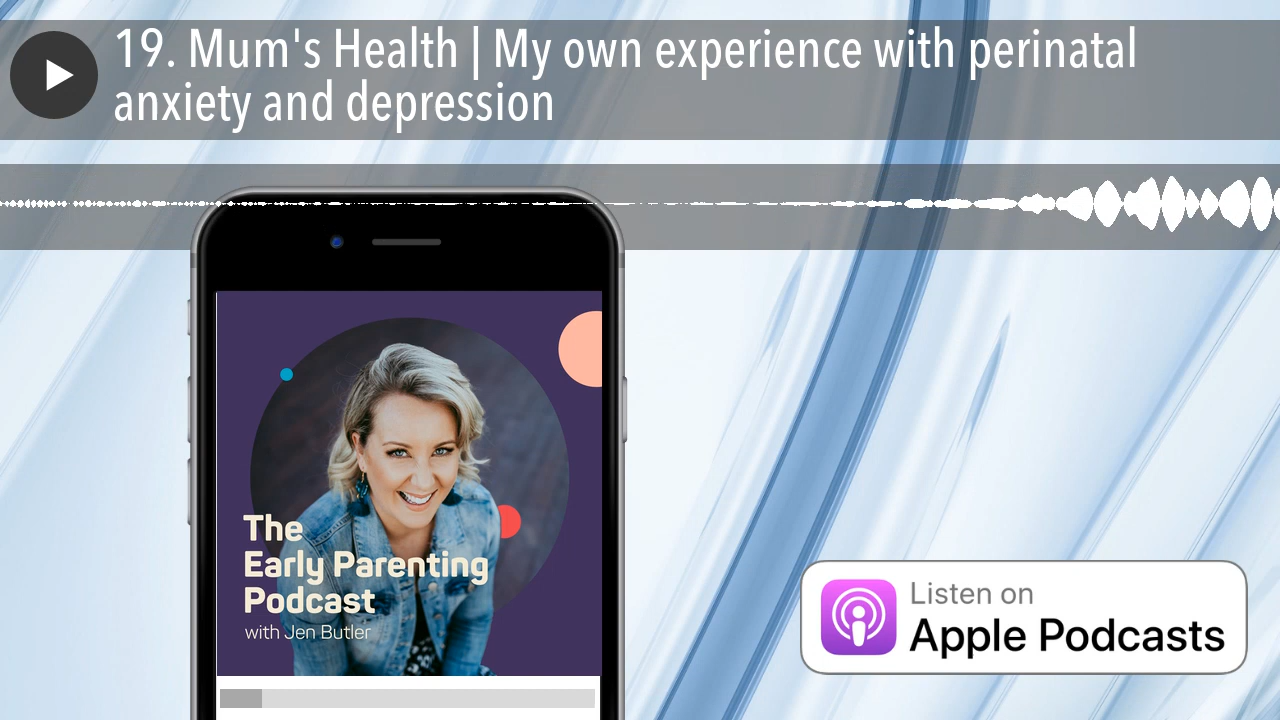 19. Mum's Health | My own experience with perinatal
anxiety and depression
The
Early Parenting
Podcast
with Jen Butler
Listen on
Apple Podcasts